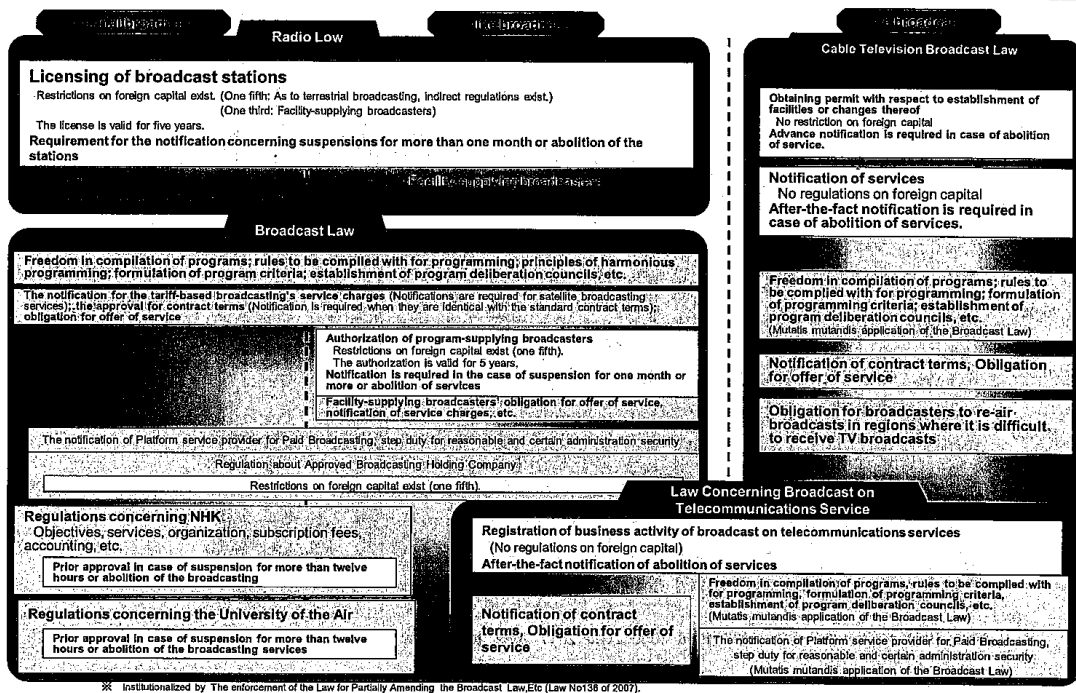 Radio Low
Licensing of broadcast stations
Restrictions on foreign capital exist. (One fifth: As to terrestrial broadcasting, indirect regulations exist.)
(One third: Facility-supplying broadcasters)
The license is valid for five years.
Requirement for the notification concerning suspensions for more than one month or abolition of the
stations
Facility-supplying broadcasters
Broadcast Law
Freedom in compilation of programs; rules to be complied with for programming; principles of harmonious
programming; formulation of program criteria; establishment of program deliberation councils, etc.
The notification for the tariff-based broadcasting's service charges (Notifications are required for satellite broadcasting
services); the approval for contract terms (Notification is required when they are identical with the standard contract terms);
obligation for offer of service
Authorization of program-supplying broadcasters
Restrictions on foreign capital exist (one fifth).
The authorization is valid for 5 years,
Notification is required in the case of suspension for one month or
more or abolition of services
Facility-supplying broadcasters' obligation for offer of service,
notification of service charges, etc.
The notification of Platform service provider for Paid Broadcasting, step duty for reasonable and certain administration security
Regulation about Approved Broadcasting Holding Company
Restrictions on foreign capital exist (one fifth).
Regulations concerning NHK
Objectives, services, organization, subscription fees,
accounting, etc.
Prior approval in case of suspension for more than twelve
hours or abolition of the broadcasting
Regulations concerning the University of the Air
Prior approval in case of suspension for more than twelve
hours or abolition of the broadcasting services
Cable Television Broadcast Law
Obtaining permit with respect to establishment of
facilities or changes thereof
No restriction on foreign capital
Advance notification is required in case of abolition
of service.
Notification of services
No regulations on foreign capital
After-the-fact notification is required in
case of abolition of services.
Freedom in compilation of programs; rules to
be complied with for programming; formulation
of programming criteria; establishment of
program deliberation councils, etc.
(Mutatis mutandis application of the Broadcast Law)
Notification of contract terms, Obligation
for offer of service
Obligation for broadcasters to re-air
broadcasts in regions where it is difficult
to receive TV broadcasts
Law Concerning Broadcast on
Telecommunications Service
Registration of business activity of broadcast on telecommunications services
(No regulations on foreign capital)
After-the-fact notification of abolition of services
Notification of contract
terms, Obligation for offer of
service
Freedom in compilation of programs, rules to be complied with
for programming, formulation of programming criteria,
establishment of program deliberation councils, etc.
(Mutatis mutandis application of the Broadcast Law)
The notification of Platform service provider for Paid Broadcasting,
step duty for reasonable and certain administration security
(Mutatis mutandis application of the Broadcast Law)
※ Institutionalized by The enforcement of the Law for Partially Amending the Broadcast Law,Etc (Law No136 of 2007).